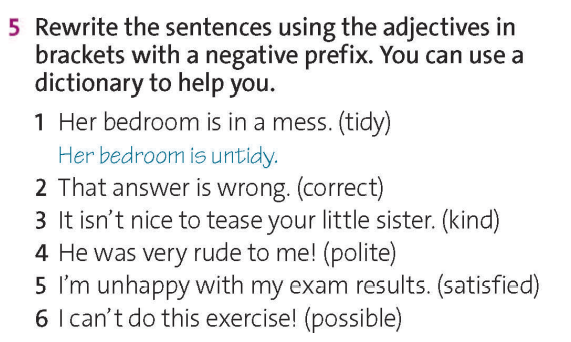 5 Rewrite the sentences using the adjectives in
brackets with a negative prefix. You can use a
dictionary to help you.
1 Her bedroom is in a mess. (tidy)
Her bedroom is untidy.
2 That answer is wrong. (correct)
3 It isn't nice to tease your little sister. (kind)
4 He was very rude to me! (polite)
5 I'm unhappy with my exam results. (satisfied)
6 I can't do this exercise! (possible)